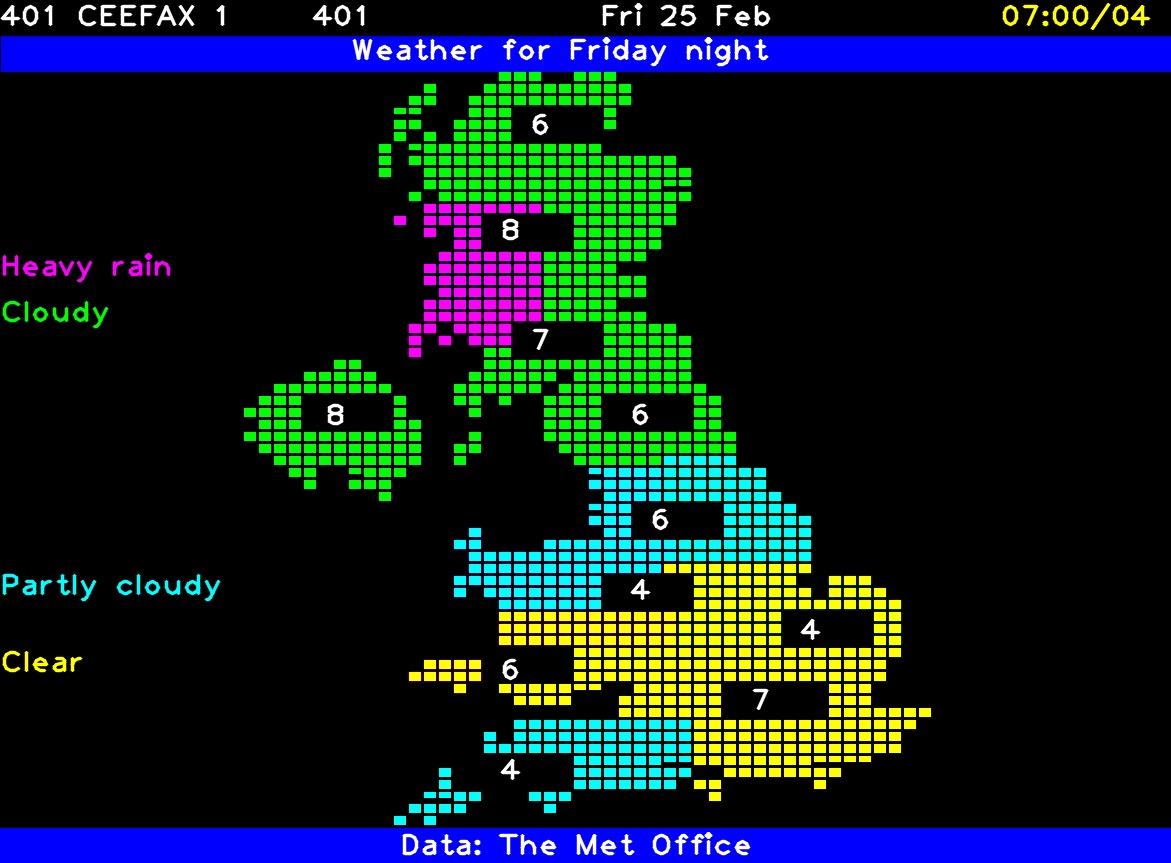 401 CEEFAX 1 401 Fri 25 Feb 07:00/04
Weather for Friday night
6
8
Heavy rain
Cloudy
7
8 6
6
Partly cloudy 4
4
Clear 6
7
4
Data: The Met Office